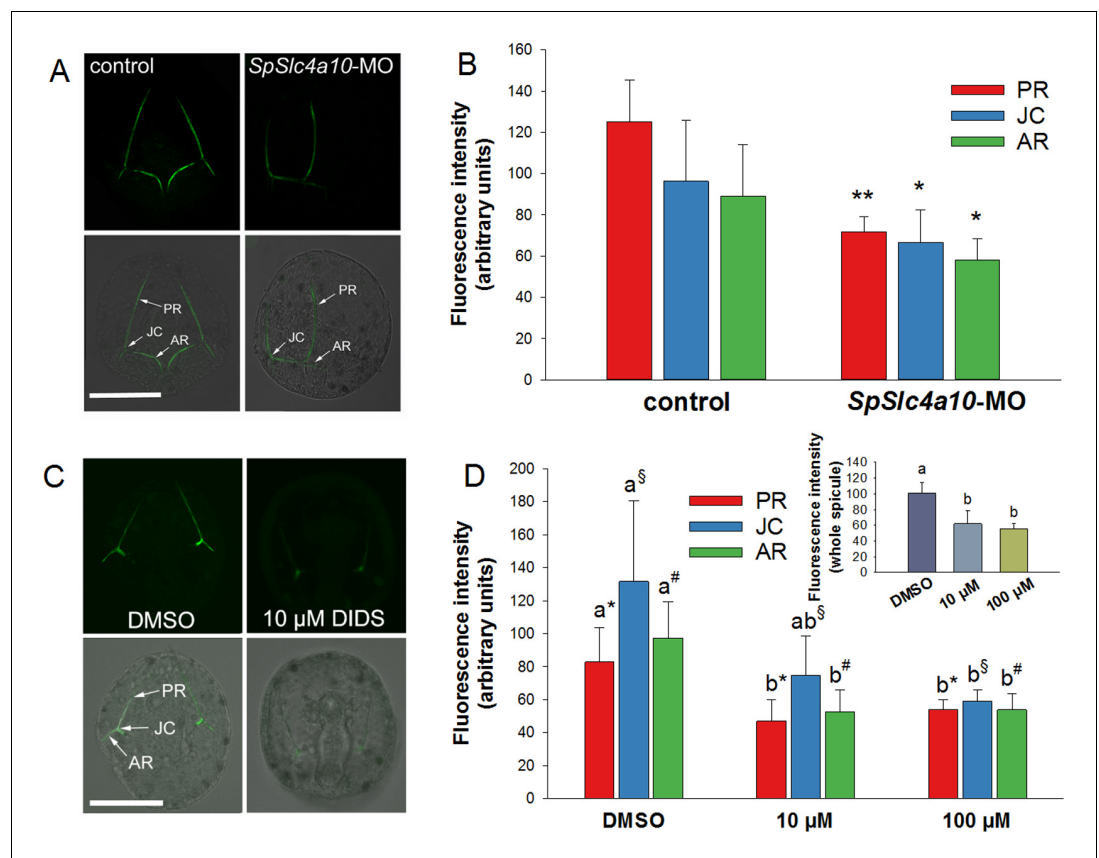 A
control
SpSlc4a10-MO
PR
JC
AR
PR
JC
AR
B
Fluorescence intensity
(arbitrary units)
160
140
120
100
80
60
40
20
0
PR
JC
AR
**
*
*
control
SpSlc4a10-MO
C
DMSO
10 µM DIDS
PR
JC
AR
D
Fluorescence intensity
(arbitrary units)
200
180
160
140
120
100
80
60
40
20
0
PR
JC
AR
a*
a§
a#
b*
ab§
b#
b*
b§
b#
DMSO
10 µM
100 µM
Fluorescence intensity
(whole spicule)
140
120
100
80
60
40
20
0
a
b
b
DMSO
10 µM
100 µM